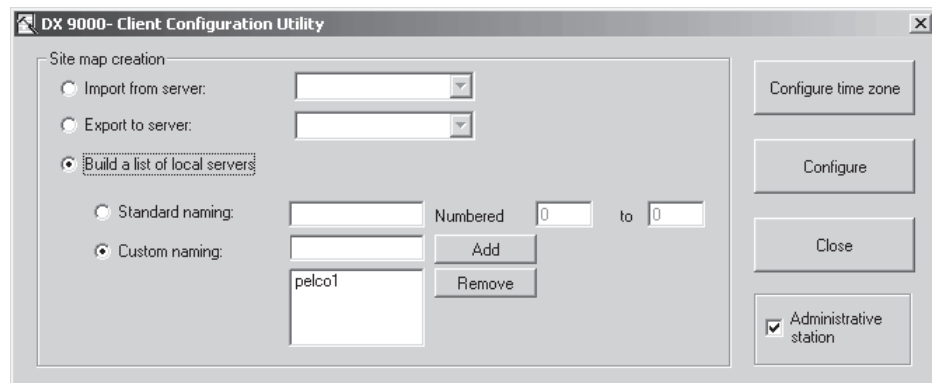 DX 9000- Client Configuration Utility
Site map creation
Import from server:
Export to server:
Build a list of local servers
Standard naming:
Numbered 0 to 0
Custom naming:
Add
pelco1
Remove
Configure time zone
Configure
Close
Administrative
station